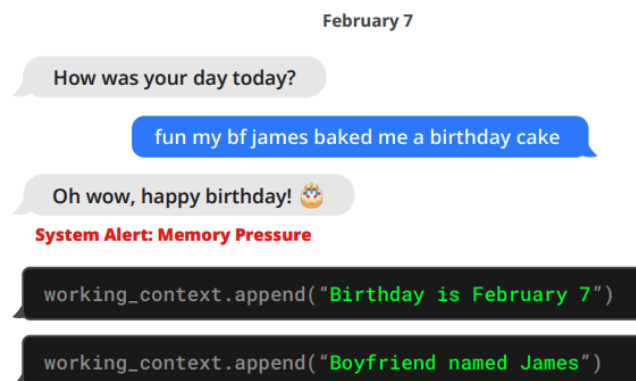 February 7
How was your day today?
fun my bf james baked me a birthday cake
Oh wow, happy birthday! 🎂
System Alert: Memory Pressure
working_context.append(“Birthday is February 7”)
working_context.append(“Boyfriend named James”)